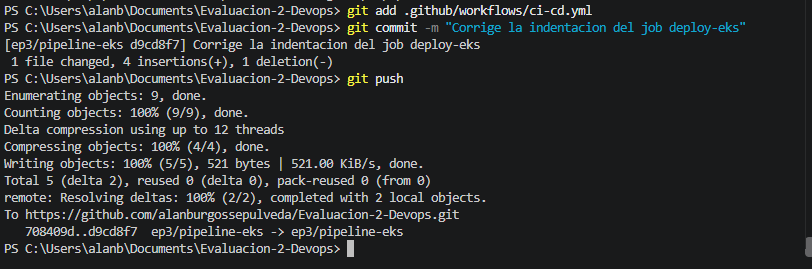 PS C:\Users\alanb\Documents\Evaluacion-2-Devops> git add .github/workflows/ci-cd.yml
PS C:\Users\alanb\Documents\Evaluacion-2-Devops> git commit -m "Corrige la indentacion del job deploy-eks"
[ep3/pipeline-eks d9cd8f7] Corrige la indentacion del job deploy-eks
 1 file changed, 4 insertions(+), 1 deletion(-)
PS C:\Users\alanb\Documents\Evaluacion-2-Devops> git push
Enumerating objects: 9, done.
Counting objects: 100% (9/9), done.
Delta compression using up to 12 threads
Compressing objects: 100% (4/4), done.
Writing objects: 100% (5/5), 521 bytes | 521.00 KiB/s, done.
Total 5 (delta 2), reused 0 (delta 0), pack-reused 0 (from 0)
remote: Resolving deltas: 100% (2/2), completed with 2 local objects.
To https://github.com/alanburgossepulveda/Evaluacion-2-Devops.git
   708409d..d9cd8f7  ep3/pipeline-eks -> ep3/pipeline-eks
PS C:\Users\alanb\Documents\Evaluacion-2-Devops>